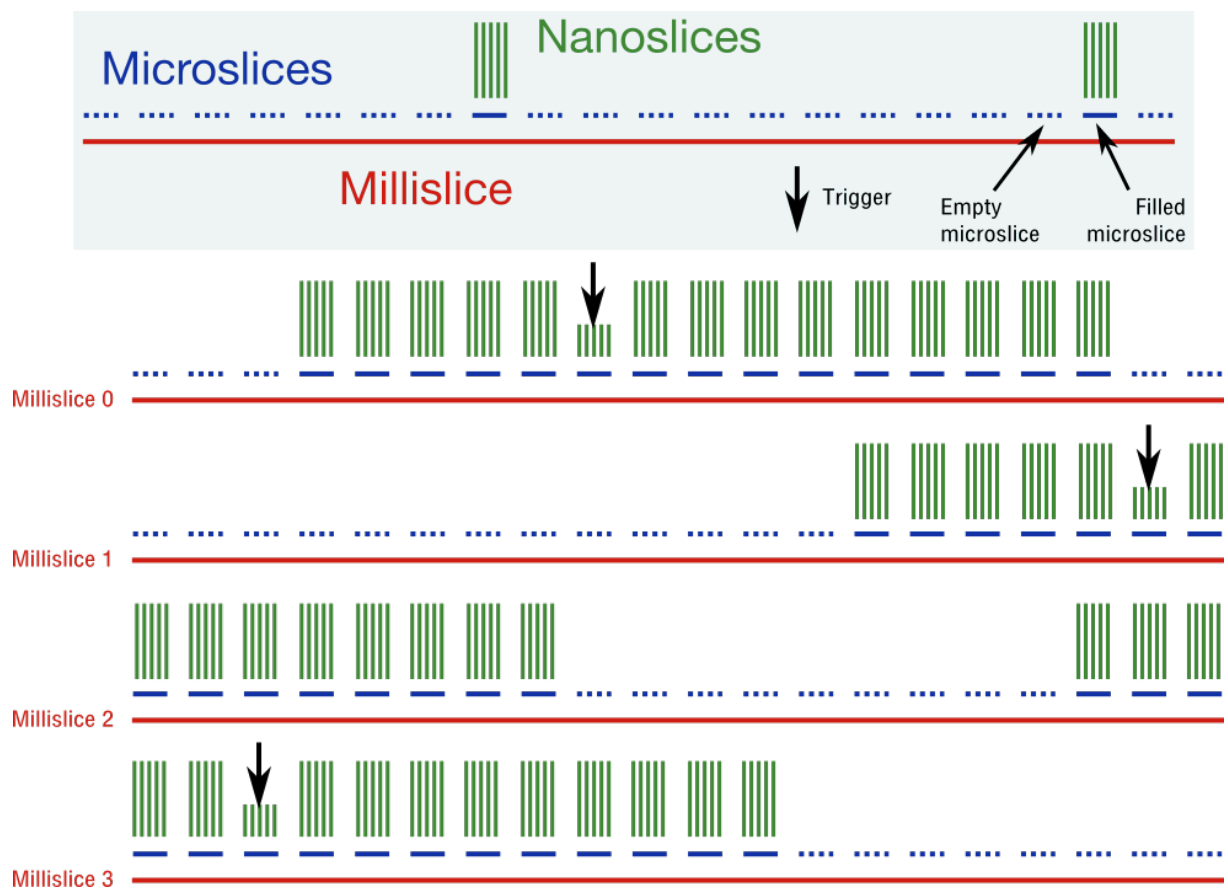 Nanoslices
Microslices
Millislice
Trigger
Empty
microslice
Filled
microslice
Millislice 0
Millislice 1
Millislice 2
Millislice 3